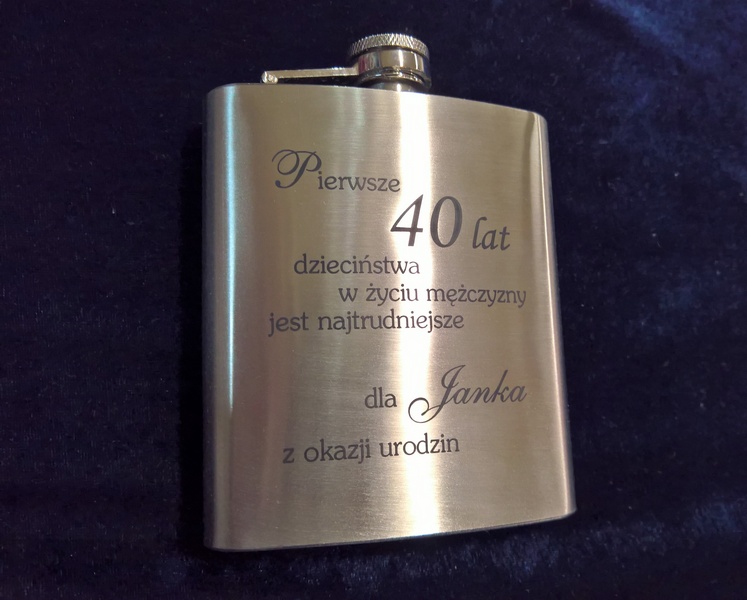 Pierwsze
40 lat
dzieciństwa
w życiu mężczyzny
jest najtrudniejsze
dla Janka
z okazji urodzin